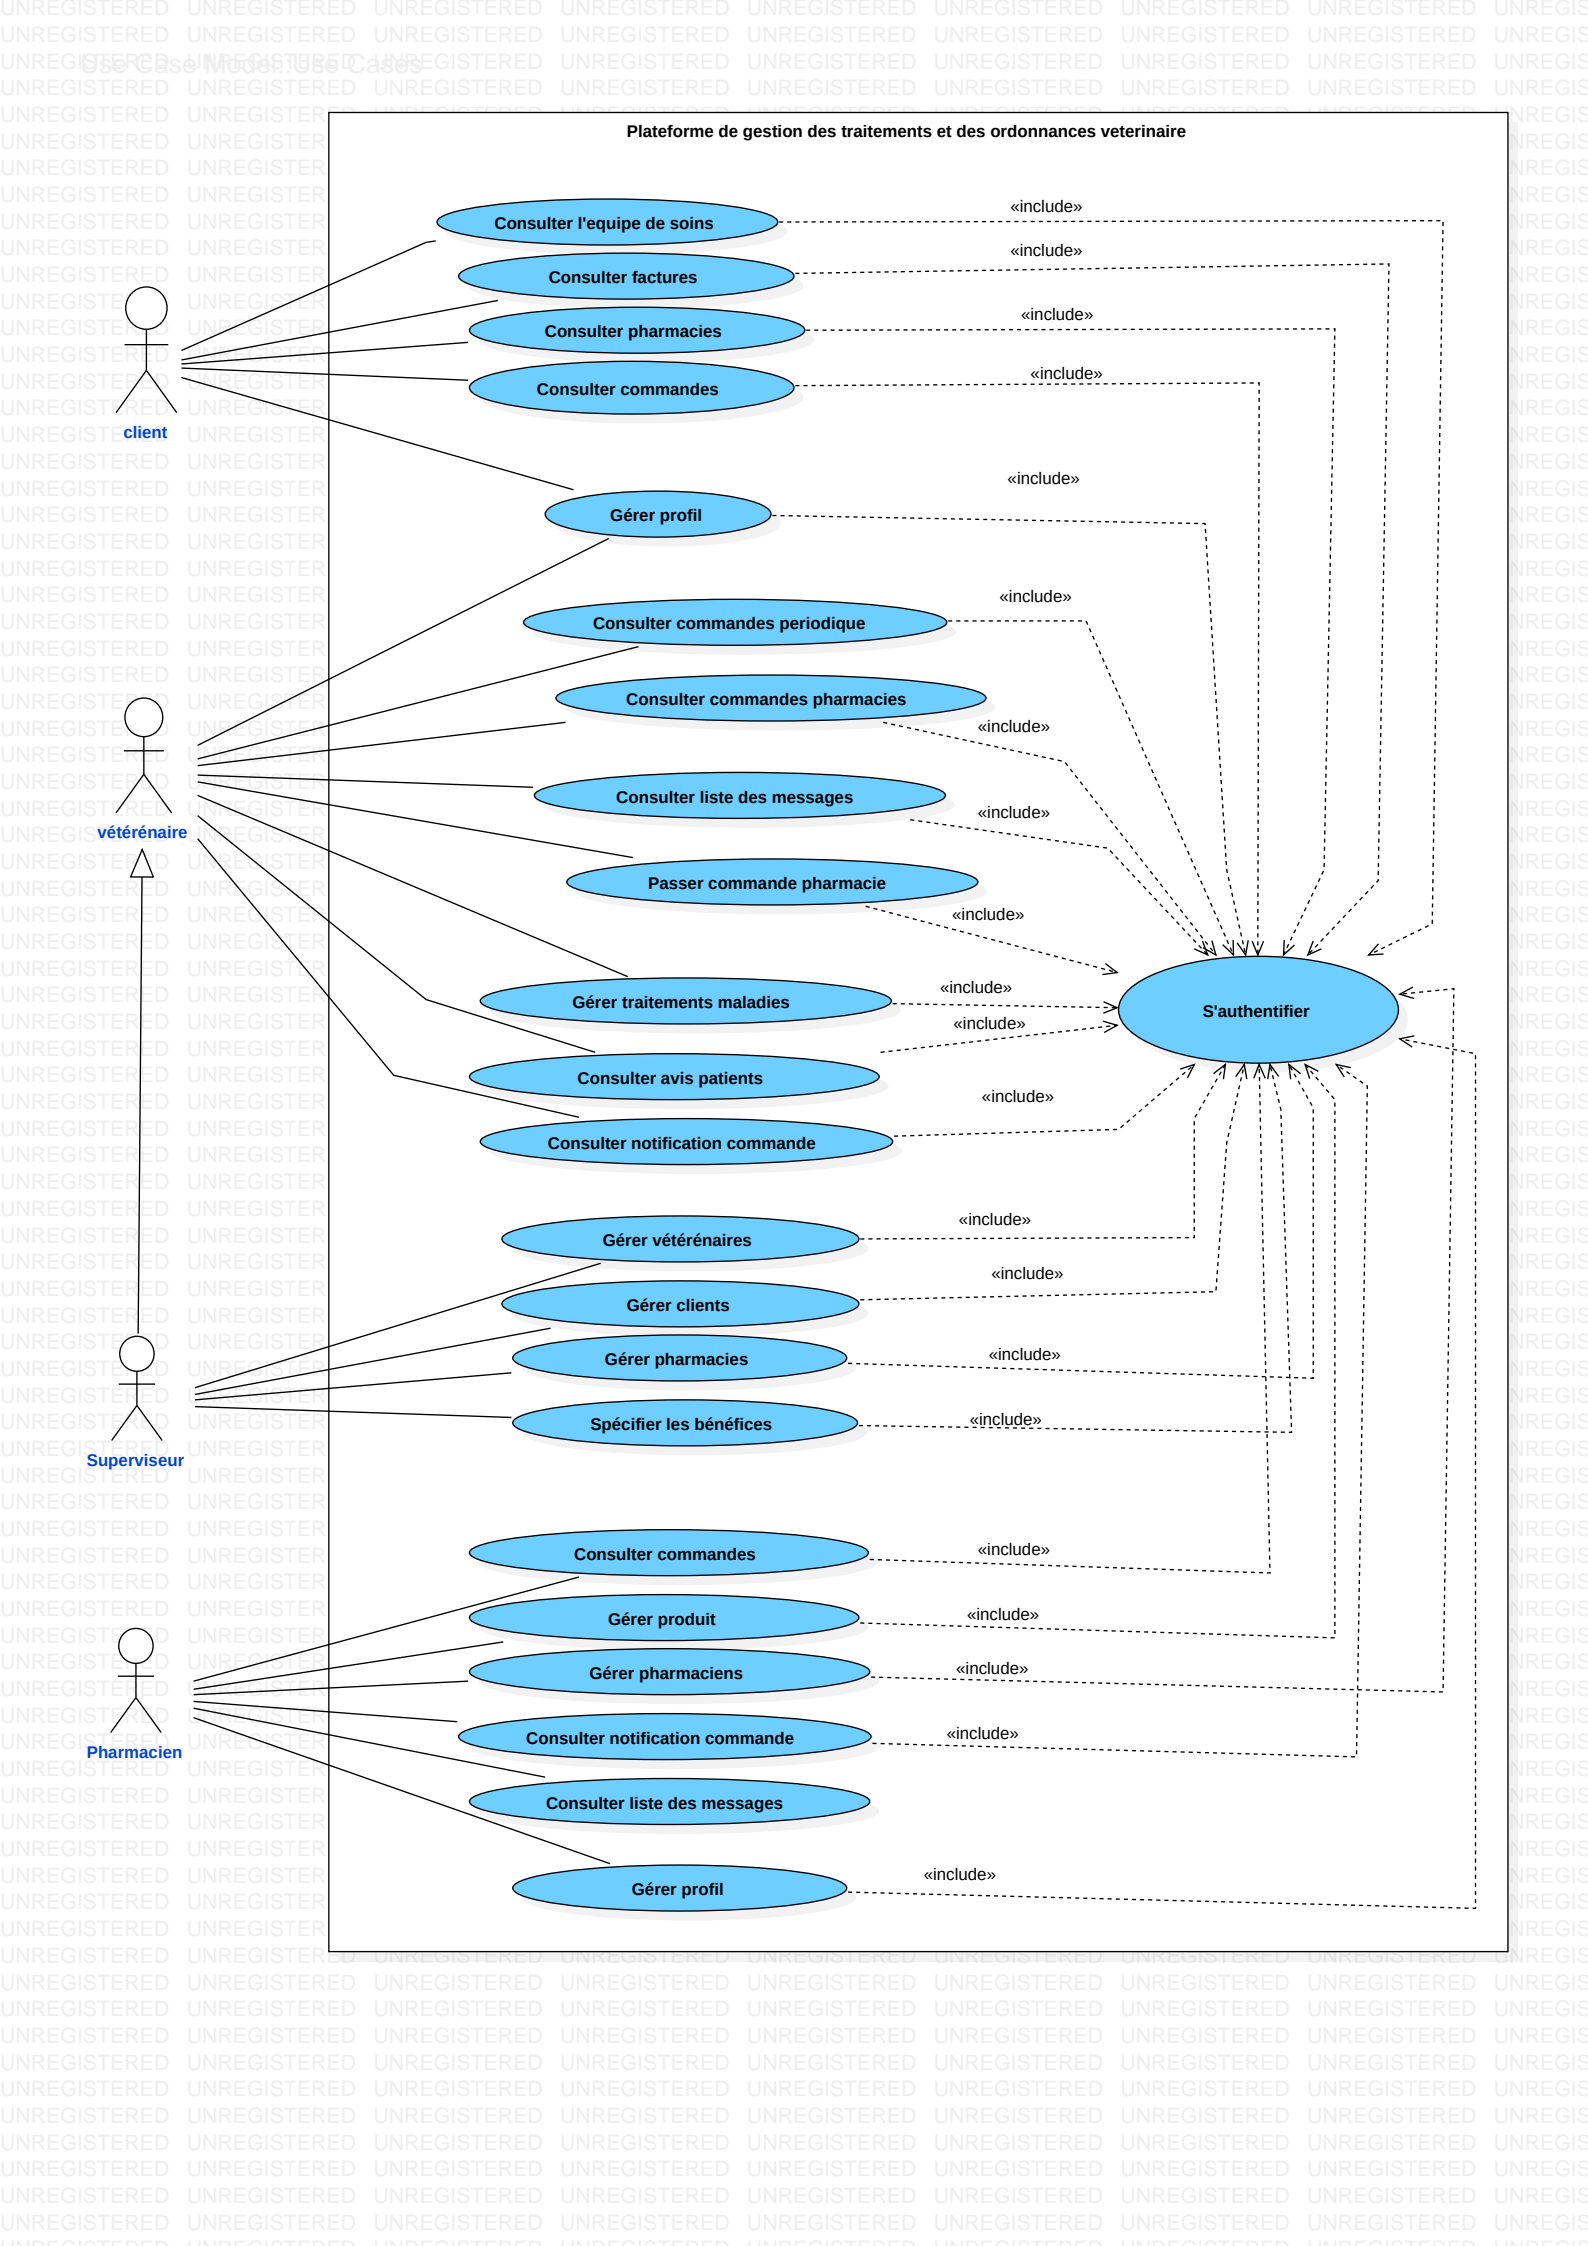 Use Case Model::Use Cases
Plateforme de gestion des traitements et des ordonnances veterinaire
Consulter l'equipe de soins
«include»
Consulter factures
«include»
Consulter pharmacies
«include»
Consulter commandes
«include»
client
Gérer profil
«include»
Consulter commandes periodique
«include»
Consulter commandes pharmacies
«include»
Consulter liste des messages
«include»
vétérénaire
Passer commande pharmacie
«include»
Gérer traitements maladies
«include»
S'authentifier
«include»
Consulter avis patients
Consulter notification commande
«include»
Gérer vétérénaires
«include»
Gérer clients
«include»
Gérer pharmacies
«include»
Spécifier les bénéfices
«include»
Superviseur
Consulter commandes
«include»
Gérer produit
«include»
Gérer pharmaciens
«include»
Consulter notification commande
«include»
Pharmacien
Consulter liste des messages
Gérer profil
«include»
UNREGISTERED